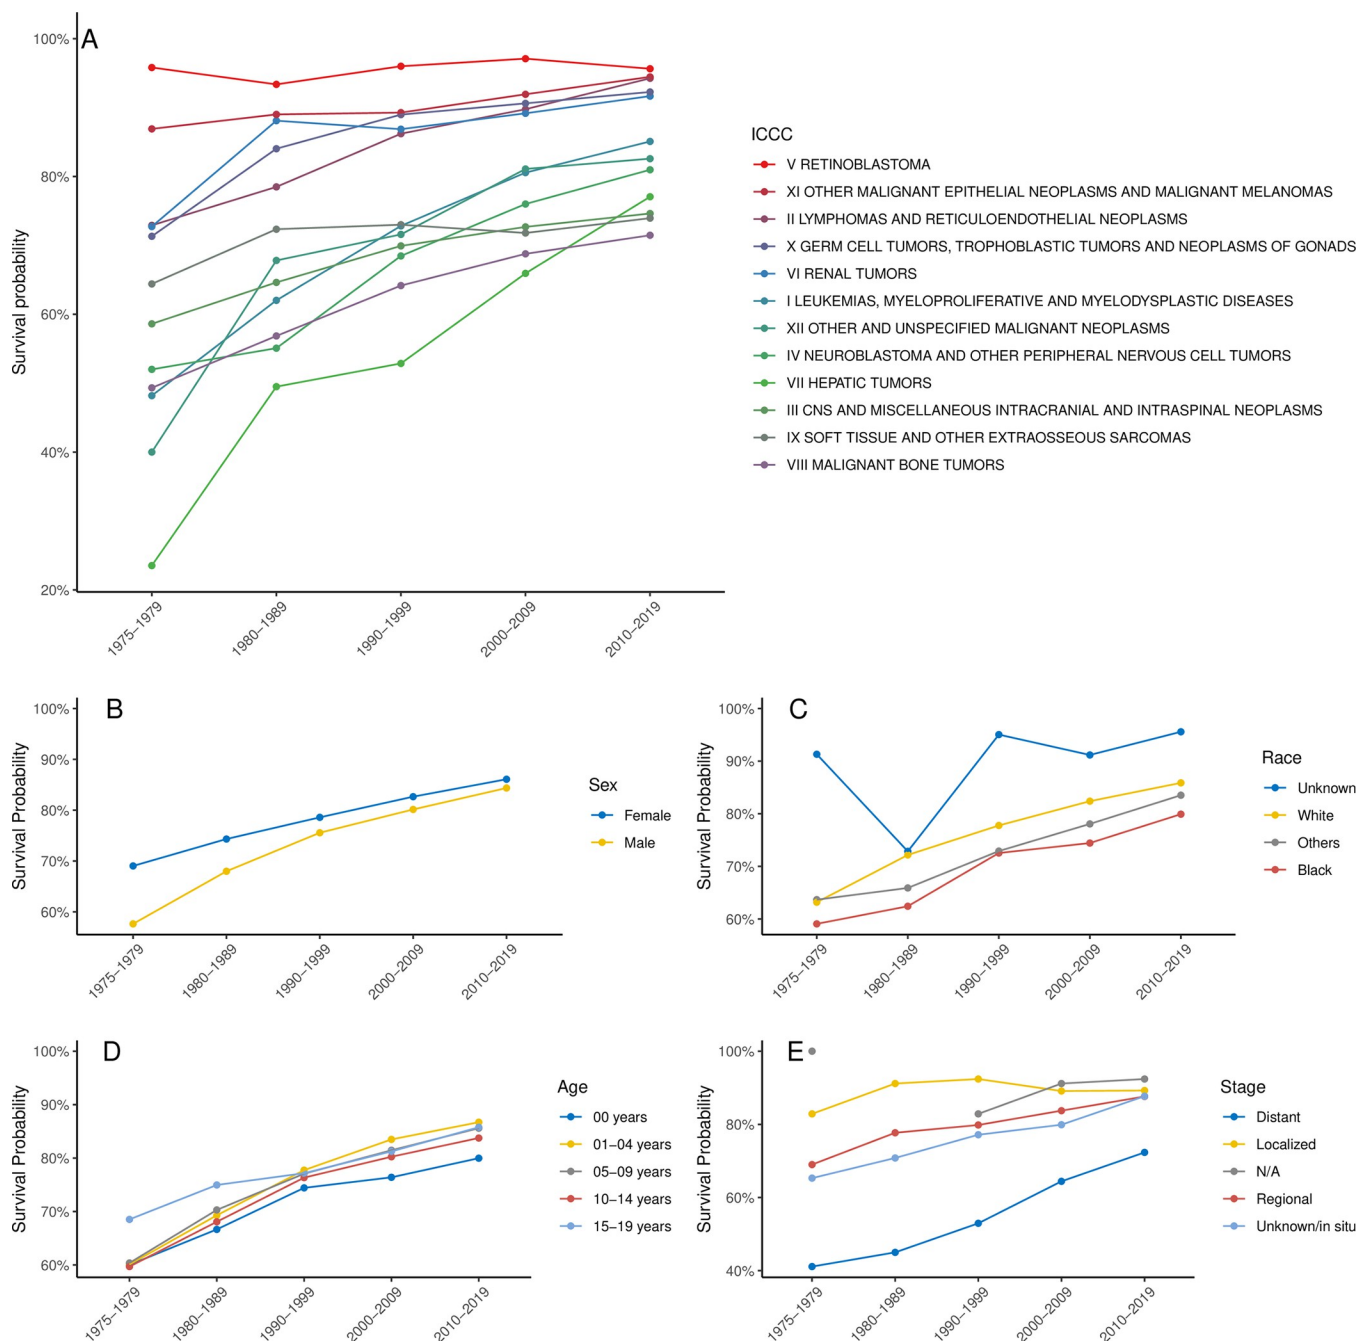 A
100%
80%
60%
40%
20%
Survival probability
1975–1979
1980–1989
1990–1999
2000–2009
2010–2019
ICCC
V RETINOBLASTOMA
XI OTHER MALIGNANT EPITHELIAL NEOPLASMS AND MALIGNANT MELANOMAS
II LYMPHOMAS AND RETICULOENDOTHELIAL NEOPLASMS
X GERM CELL TUMORS, TROPHOBLASTIC TUMORS AND NEOPLASMS OF GONADS
VI RENAL TUMORS
I LEUKEMIAS, MYELOPROLIFERATIVE AND MYELODYSPLASTIC DISEASES
XII OTHER AND UNSPECIFIED MALIGNANT NEOPLASMS
IV NEUROBLASTOMA AND OTHER PERIPHERAL NERVOUS CELL TUMORS
VII HEPATIC TUMORS
III CNS AND MISCELLANEOUS INTRACRANIAL AND INTRASPINAL NEOPLASMS
IX SOFT TISSUE AND OTHER EXTRAOSSEOUS SARCOMAS
VIII MALIGNANT BONE TUMORS
B
100%
90%
80%
70%
60%
Survival Probability
1975–1979
1980–1989
1990–1999
2000–2009
2010–2019
Sex
Female
Male
C
100%
90%
80%
70%
60%
Survival Probability
1975–1979
1980–1989
1990–1999
2000–2009
2010–2019
Race
Unknown
White
Others
Black
D
100%
90%
80%
70%
60%
Survival Probability
1975–1979
1980–1989
1990–1999
2000–2009
2010–2019
Age
00 years
01–04 years
05–09 years
10–14 years
15–19 years
E
100%
80%
60%
40%
Survival Probability
1975–1979
1980–1989
1990–1999
2000–2009
2010–2019
Stage
Distant
Localized
N/A
Regional
Unknown/in situ